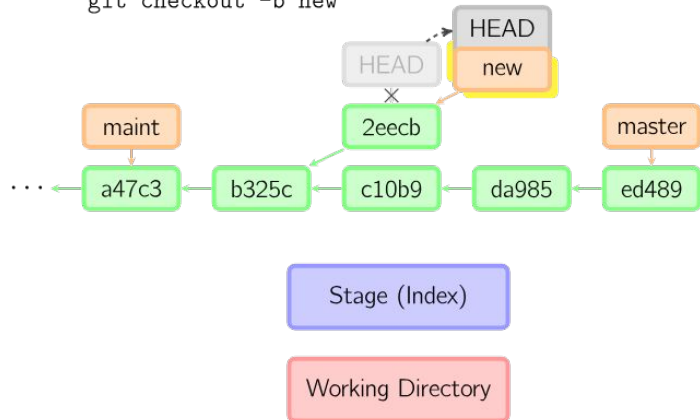 git checkout -b new
HEAD
HEAD
new
maint
2eecb
master
··· a47c3 b325c c10b9 da985 ed489
Stage (Index)
Working Directory